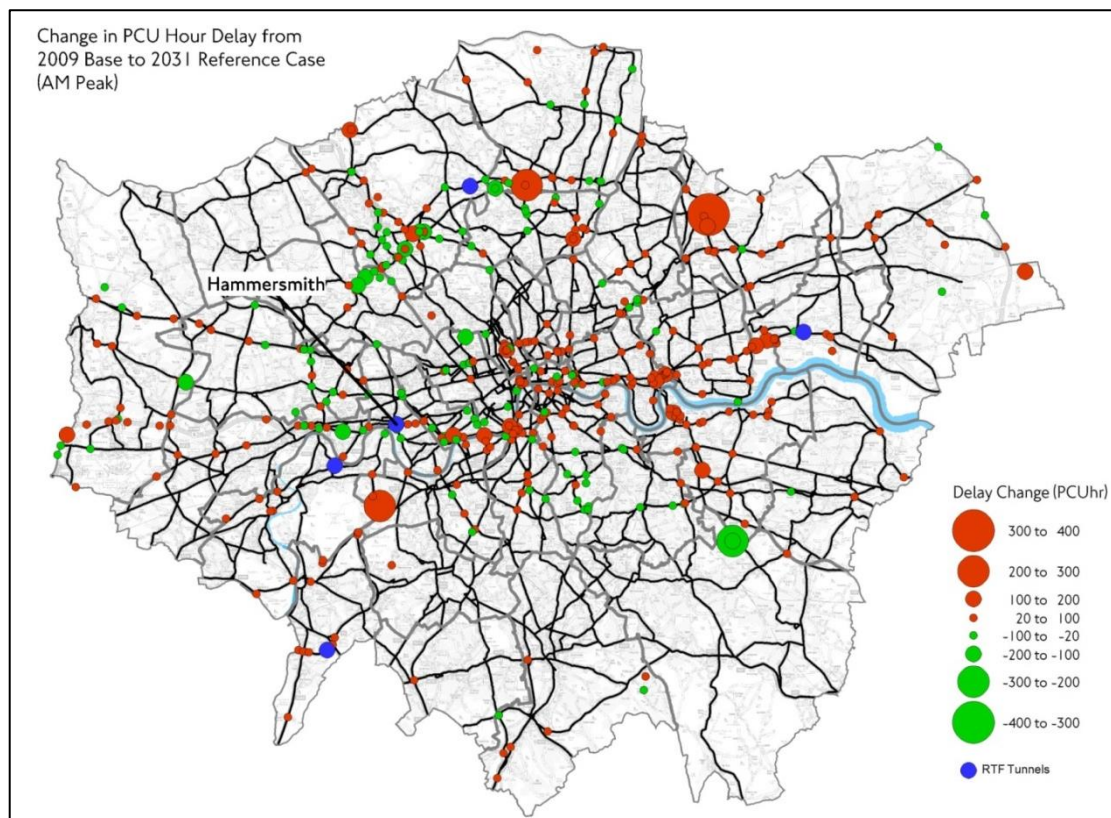 Change in PCU Hour Delay from
2009 Base to 2031 Reference Case
(AM Peak)
Hammersmith
Delay Change (PCUhr)
300 to 400
200 to 300
100 to 200
20 to 100
-100 to -20
-200 to -100
-300 to -200
-400 to -300
RTF Tunnels